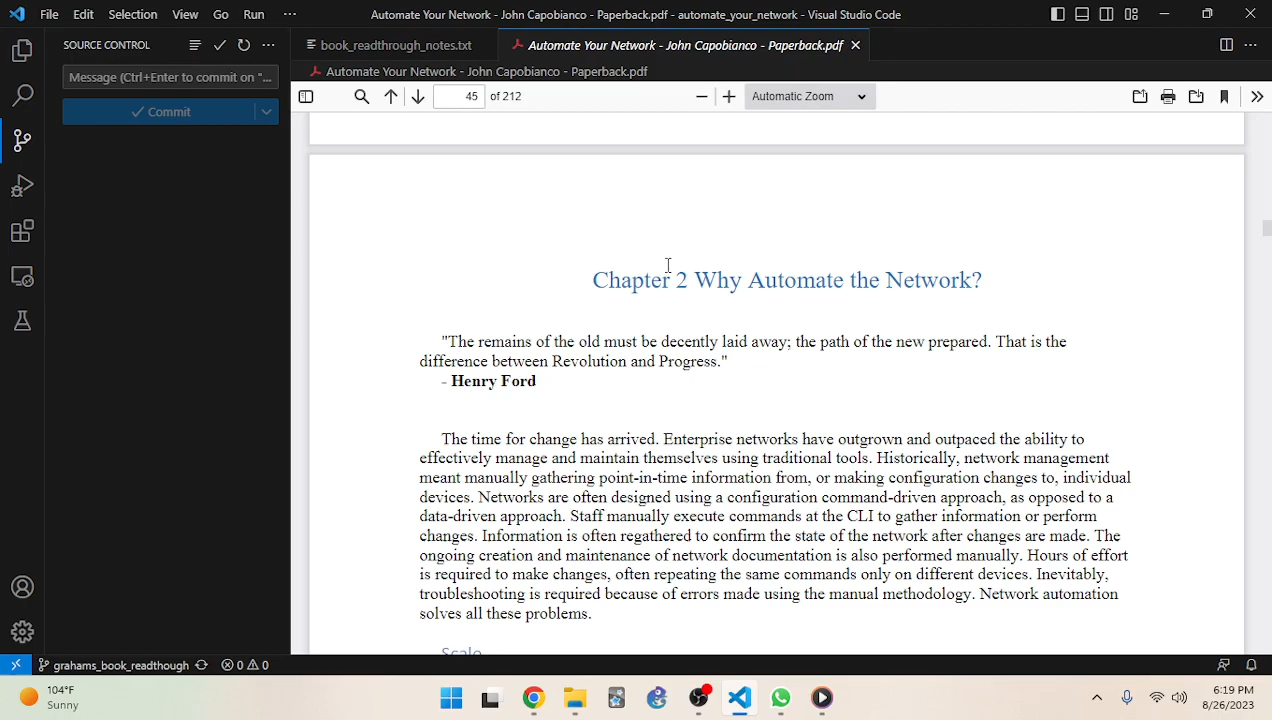 File Edit Selection View Go Run ··· Automate Your Network - John Capobianco - Paperback.pdf - automate_your_network - Visual Studio Code
SOURCE CONTROL
book_readthrough_notes.txt Automate Your Network - John Capobianco - Paperback.pdf
Message (Ctrl+Enter to commit on "...
Automate Your Network - John Capobianco - Paperback.pdf
45 of 212 Automatic Zoom
Commit
Chapter 2 Why Automate the Network?
"The remains of the old must be decently laid away; the path of the new prepared. That is the
difference between Revolution and Progress."
- Henry Ford
The time for change has arrived. Enterprise networks have outgrown and outpaced the ability to
effectively manage and maintain themselves using traditional tools. Historically, network management
meant manually gathering point-in-time information from, or making configuration changes to, individual
devices. Networks are often designed using a configuration command-driven approach, as opposed to a
data-driven approach. Staff manually execute commands at the CLI to gather information or perform
changes. Information is often regathered to confirm the state of the network after changes are made. The
ongoing creation and maintenance of network documentation is also performed manually. Hours of effort
is required to make changes, often repeating the same commands only on different devices. Inevitably,
troubleshooting is required because of errors made using the manual methodology. Network automation
solves all these problems.
Scale
grahams_book_readthough 0 0
104°F
Sunny
6:19 PM
8/26/2023